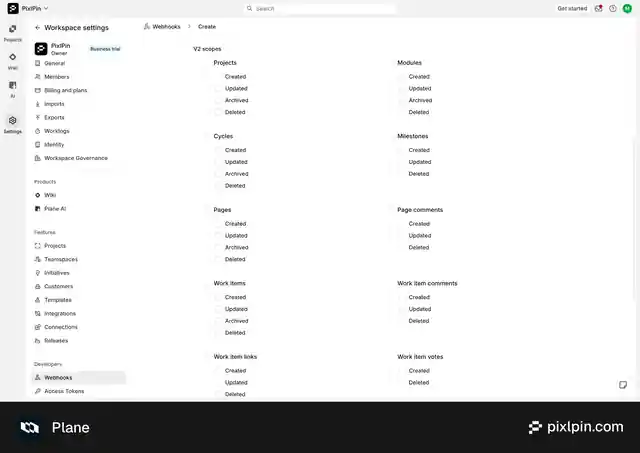 PixlPin
Search
Get started
M
Projects
Wiki
AI
Settings
Workspace settings
PixlPin
Owner
Business trial
General
Members
Billing and plans
Imports
Exports
Worklogs
Identity
Workspace Governance
Products
Wiki
Plane AI
Features
Projects
Teamspaces
Initiatives
Customers
Templates
Integrations
Connections
Releases
Developers
Webhooks
Access Tokens
Webhooks
Create
V2 scopes
Projects
Created
Updated
Archived
Deleted
Modules
Created
Updated
Archived
Deleted
Cycles
Created
Updated
Archived
Deleted
Milestones
Created
Updated
Deleted
Pages
Created
Updated
Archived
Deleted
Page comments
Created
Updated
Deleted
Work items
Created
Updated
Archived
Deleted
Work item comments
Created
Updated
Deleted
Work item links
Created
Updated
Deleted
Work item votes
Created
Deleted
Plane
pixlpin.com